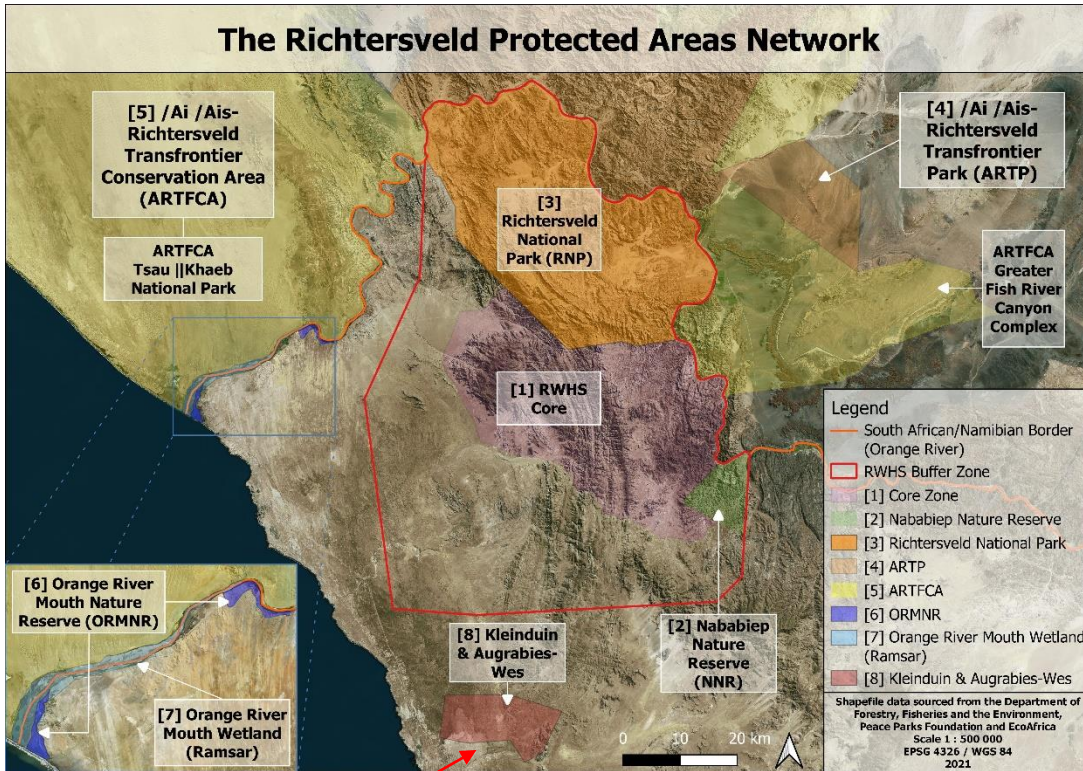 The Richtersveld Protected Areas Network
[5] /Ai /Ais-
Richtersveld
Transfrontier
Conservation Area
(ARTFCA)
ARTFCA
Tsau ||Khaeb
National Park
[3]
Richtersveld
National
Park (RNP)
[4] /Ai /Ais-
Richtersveld
Transfrontier
Park (ARTP)
ARTFCA
Greater
Fish River
Canyon
Complex
[1] RWHS
Core
Legend
South African/Namibian Border
(Orange River)
RWHS Buffer Zone
[1] Core Zone
[2] Nababiep Nature Reserve
[3] Richtersveld National Park
[4] ARTP
[5] ARTFCA
[6] ORMNR
[7] Orange River Mouth Wetland
(Ramsar)
[8] Kleinduin & Augrabies-Wes
[6] Orange River
Mouth Nature
Reserve (ORMNR)
[7] Orange River
Mouth Wetland
(Ramsar)
[8] Kleinduin
& Augrabies-
Wes
[2] Nababiep
Nature
Reserve
(NNR)
0 10 20 km
Shapefile data sourced from the Department of
Forestry, Fisheries and the Environment,
Peace Parks Foundation and EcoAfrica
Scale 1 : 500 000
EPSG 4326 / WGS 84
2021